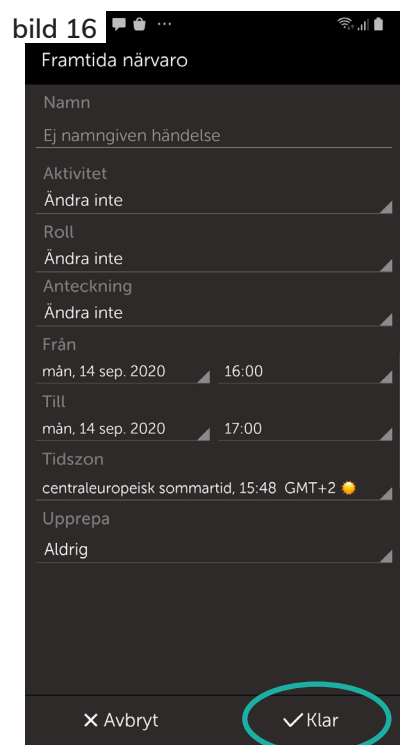 bild 16
Framtida närvaro
Namn
Ej namngiven händelse
Aktivitet
Ändra inte
Roll
Ändra inte
Anteckning
Ändra inte
Från
mån, 14 sep. 2020 16:00
Till
mån, 14 sep. 2020 17:00
Tidszon
centraleuropeisk sommartid, 15:48 GMT+2
Upprepa
Aldrig
Avbryt Klar